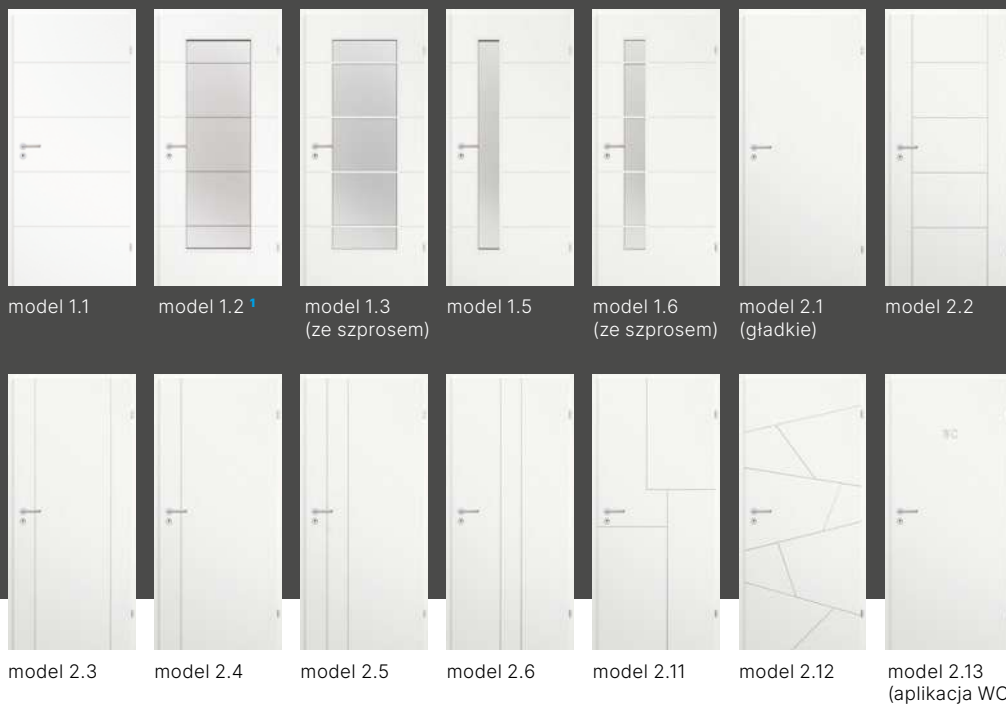 model 1.1
model 1.2 ¹
model 1.3
(ze szprosem)
model 1.5
model 1.6
(ze szprosem)
model 2.1
(gładkie)
model 2.2
WC
model 2.3
model 2.4
model 2.5
model 2.6
model 2.11
model 2.12
model 2.13
(aplikacja WC